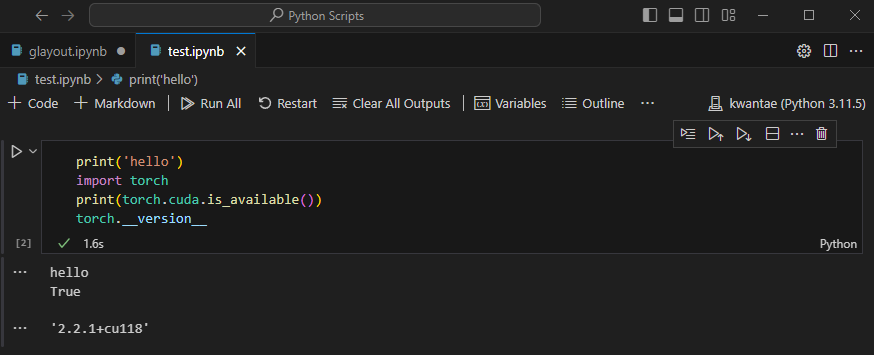 Python Scripts
glayout.ipynb test.ipynb
test.ipynb > print('hello')
+ Code + Markdown Run All Restart Clear All Outputs Variables Outline ... kwantae (Python 3.11.5)
print('hello')
import torch
print(torch.cuda.is_available())
torch.__version__
[2] 1.6s Python
hello
True
'2.2.1+cu118'